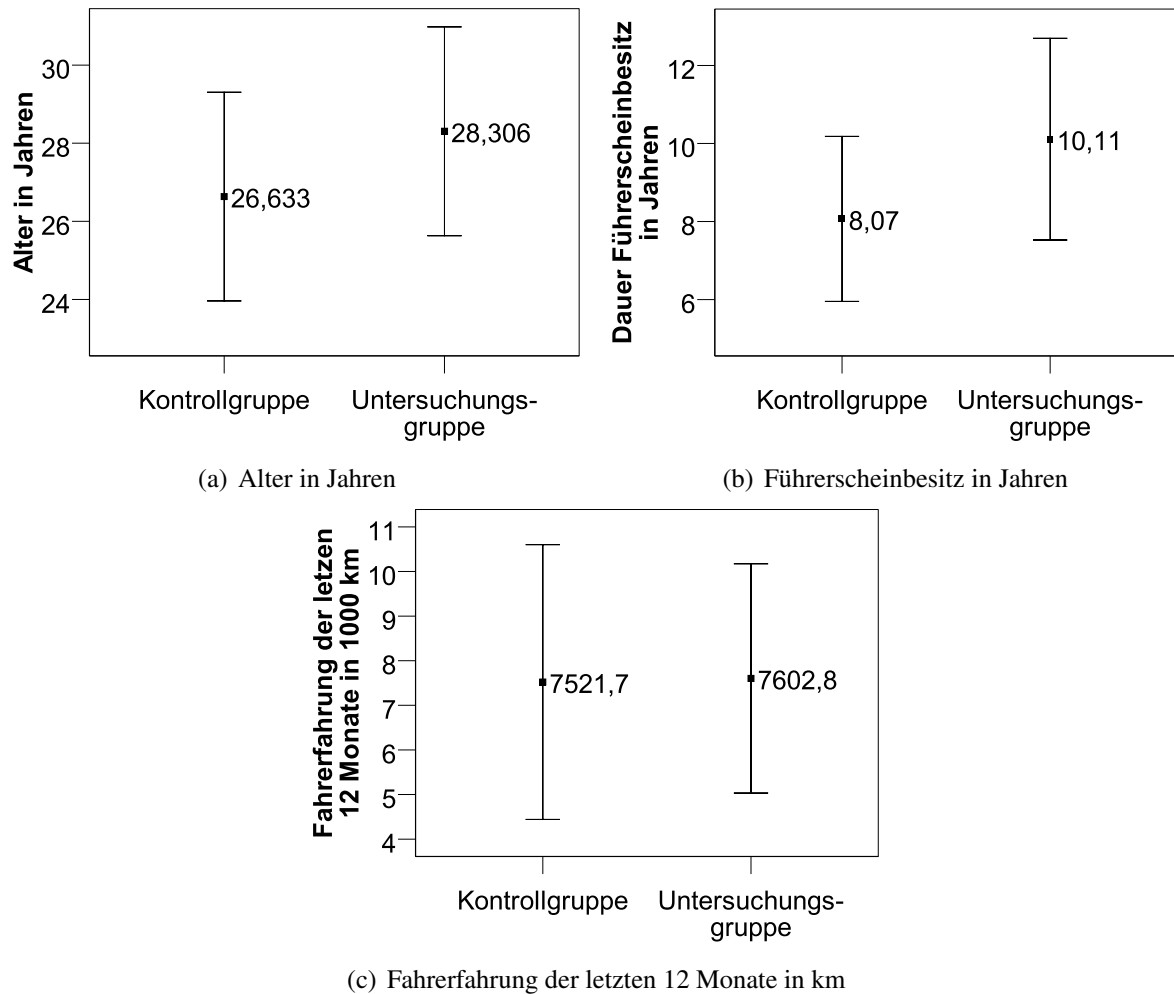 Alter in Jahren
30
28
26
24
26,633
28,306
Kontrollgruppe
Untersuchungs-
gruppe
(a) Alter in Jahren
Dauer Führerscheinbesitz
in Jahren
12
10
8
6
8,07
10,11
Kontrollgruppe
Untersuchungs-
gruppe
(b) Führerscheinbesitz in Jahren
Fahrerfahrung der letzen
12 Monate in 1000 km
11
10
9
8
7
6
5
4
7521,7
7602,8
Kontrollgruppe
Untersuchungs-
gruppe
(c) Fahrerfahrung der letzten 12 Monate in km